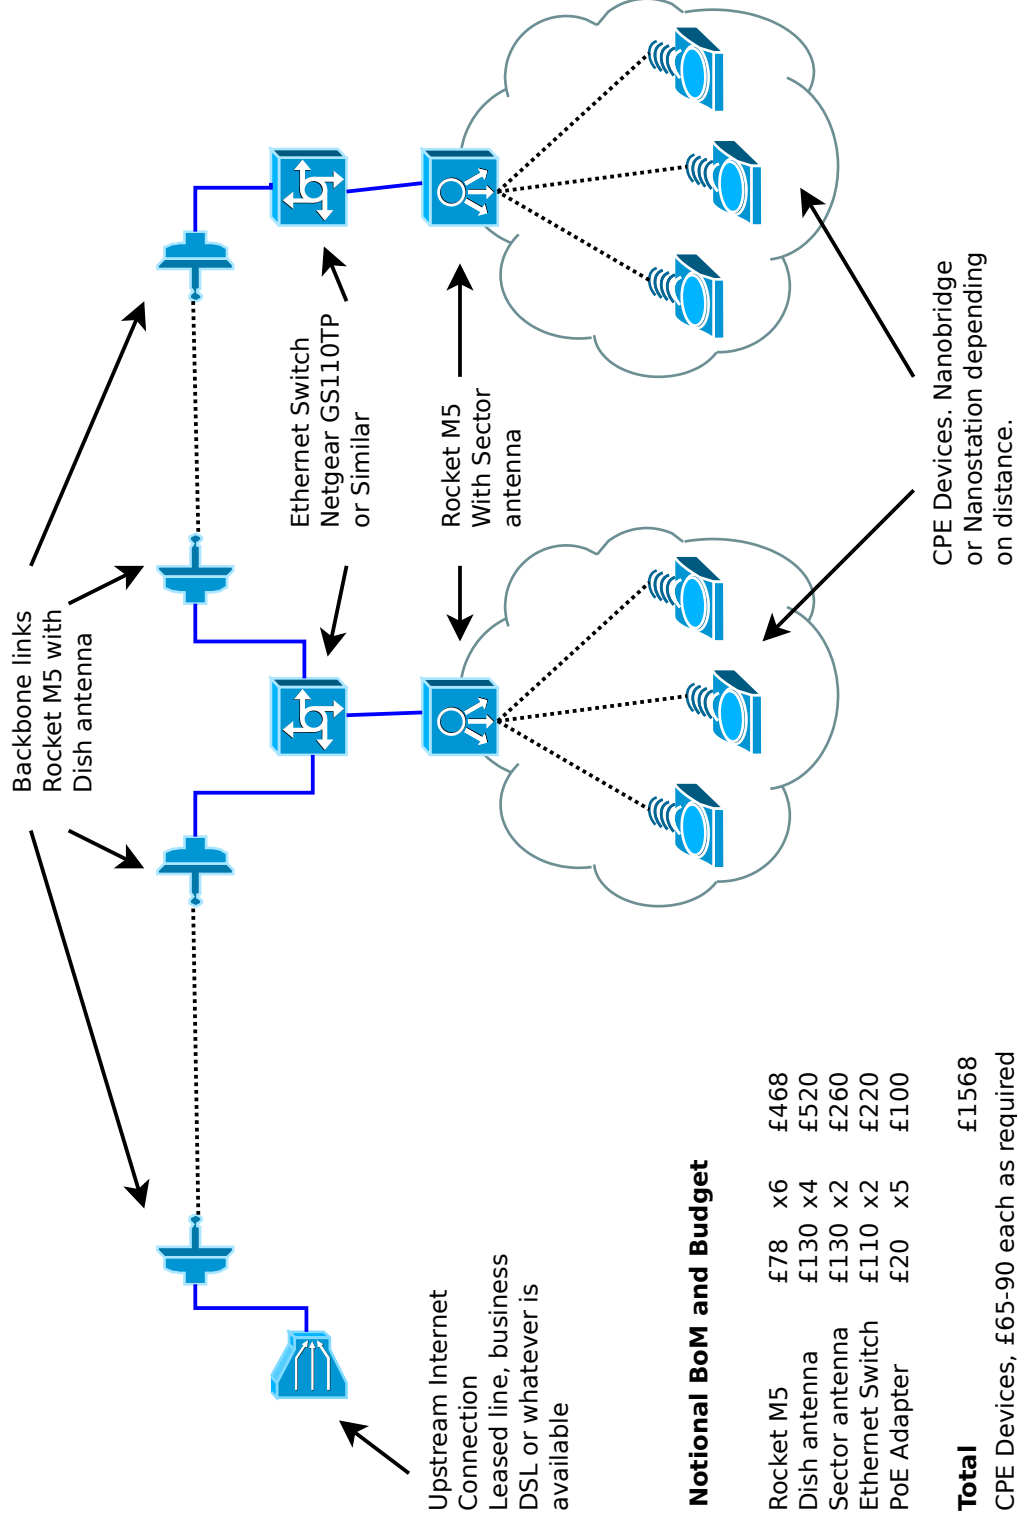 Backbone links
Rocket M5 with
Dish antenna
Ethernet Switch
Netgear GS110TP
or Similar
Rocket M5
With Sector
antenna
Upstream Internet
Connection
Leased line, business
DSL or whatever is
available
CPE Devices. Nanobridge
or Nanostation depending
on distance.
Notional BoM and Budget
Rocket M5 £78 x6 £468
Dish antenna £130 x4 £520
Sector antenna £130 x2 £260
Ethernet Switch £110 x2 £220
PoE Adapter £20 x5 £100
Total £1568
CPE Devices, £65-90 each as required